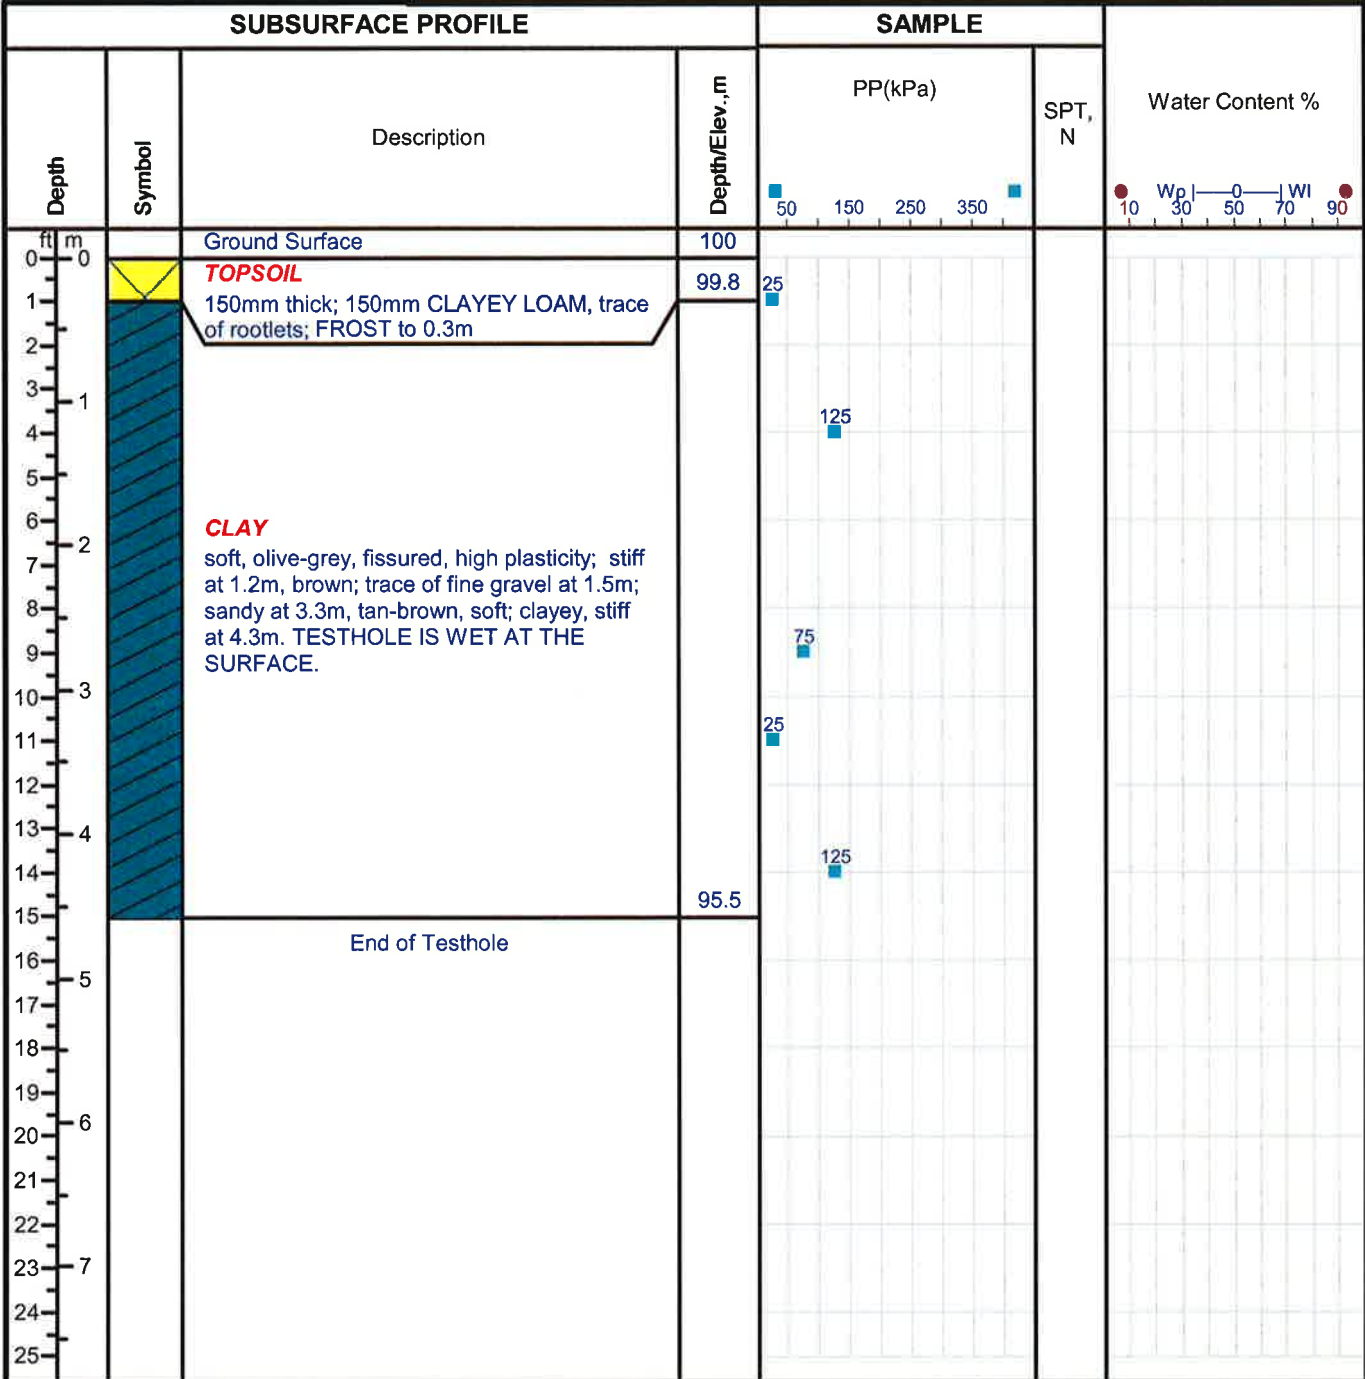 SUBSURFACE PROFILE
SAMPLE
Depth
Symbol
Description
Depth/Elev.,m
PP(kPa)
SPT,
N
Water Content %
50 150 250 350
Wp |——0——| Wl
10 30 50 70 90
ft m
Ground Surface
100
0 0
TOPSOIL
99.8
25
150mm thick; 150mm CLAYEY LOAM, trace
1
of rootlets; FROST to 0.3m
2
3
1
125
4
5
6
CLAY
2
soft, olive-grey, fissured, high plasticity; stiff
7
at 1.2m, brown; trace of fine gravel at 1.5m;
8
sandy at 3.3m, tan-brown, soft; clayey, stiff
at 4.3m. TESTHOLE IS WET AT THE
75
9
SURFACE.
3
10
25
11
12
13
4
125
14
95.5
15
End of Testhole
16
5
17
18
19
6
20
21
22
23
7
24
25